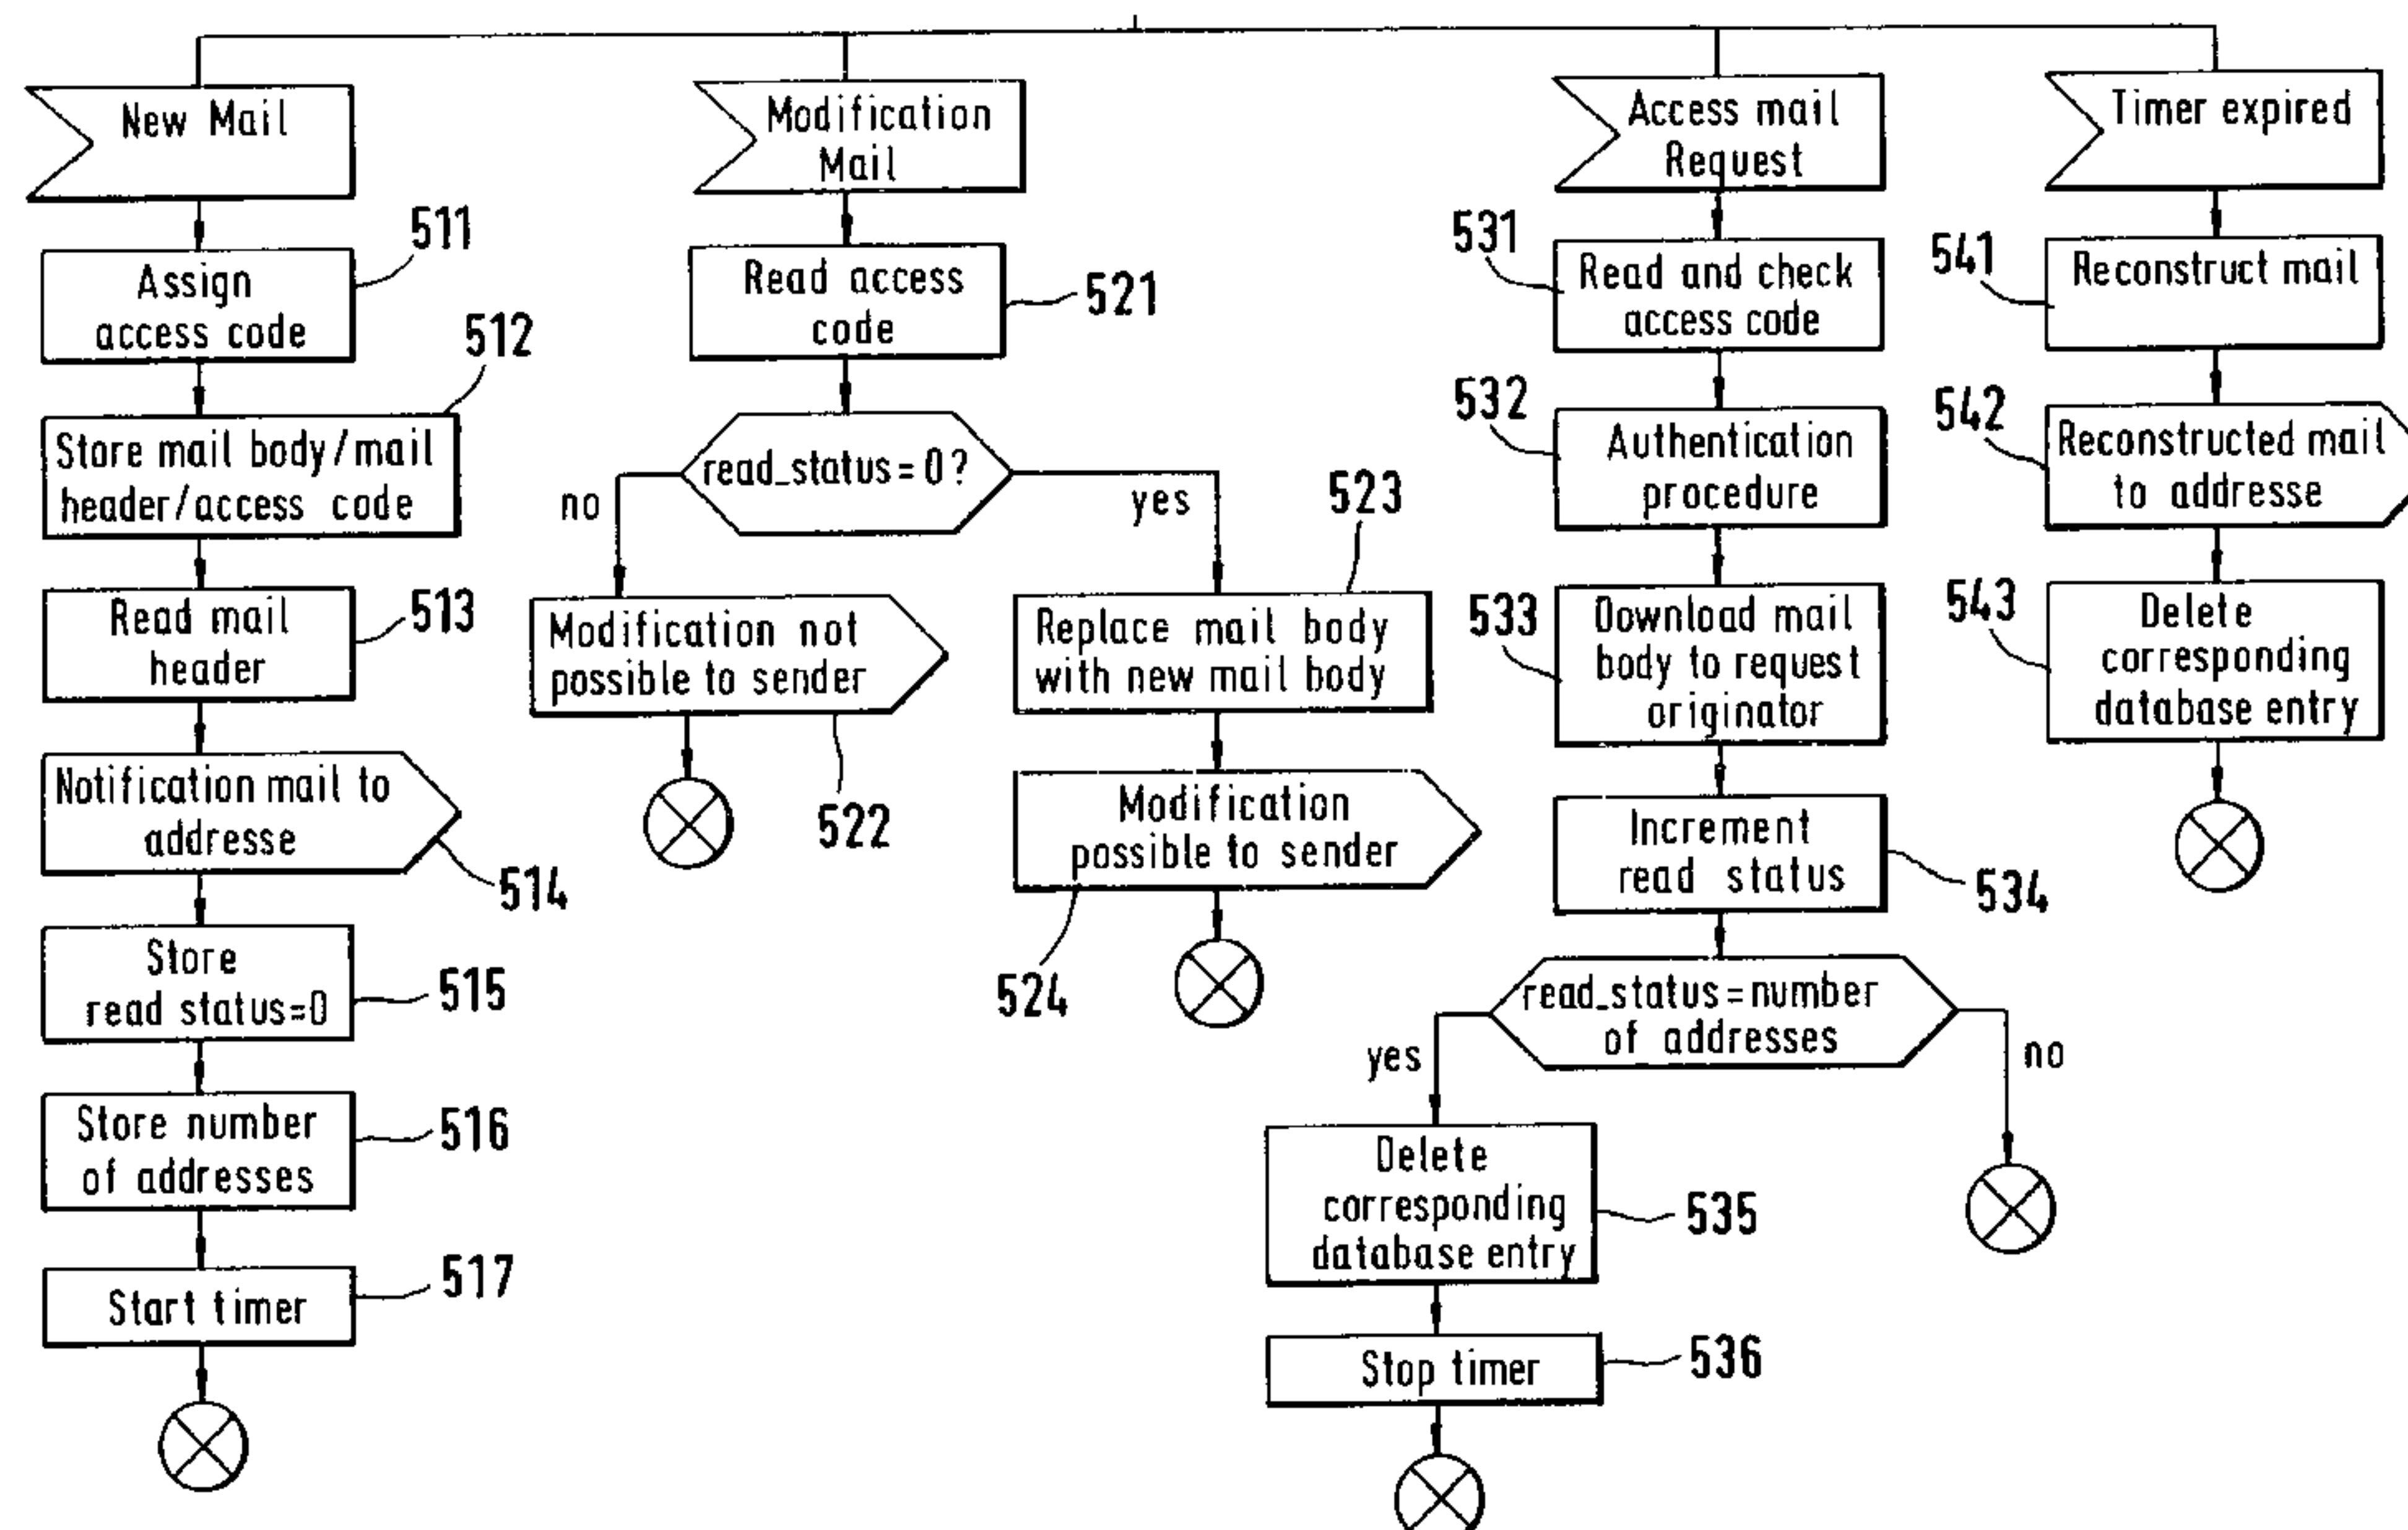 New Mail
511
Assign
access code
512
Store mail body/mail
header/access code
Read mail
header
513
Notification mail to
addresse
514
Store
read status=0
515
Store number
of addresses
516
Start timer
517
Modification
Mail
Read access
code
521
read_status=0?
no
yes
Modification not
possible to sender
522
523
Replace mail body
with new mail body
Modification
possible to sender
524
Access mail
Request
531
Read and check
access code
532
Authentication
procedure
533
Download mail
body to request
originator
Increment
read status
534
read_status=number
of addresses
yes
no
Delete
corresponding
database entry
535
Stop timer
536
Timer expired
541
Reconstruct mail
542
Reconstructed mail
to addresse
543
Delete
corresponding
database entry